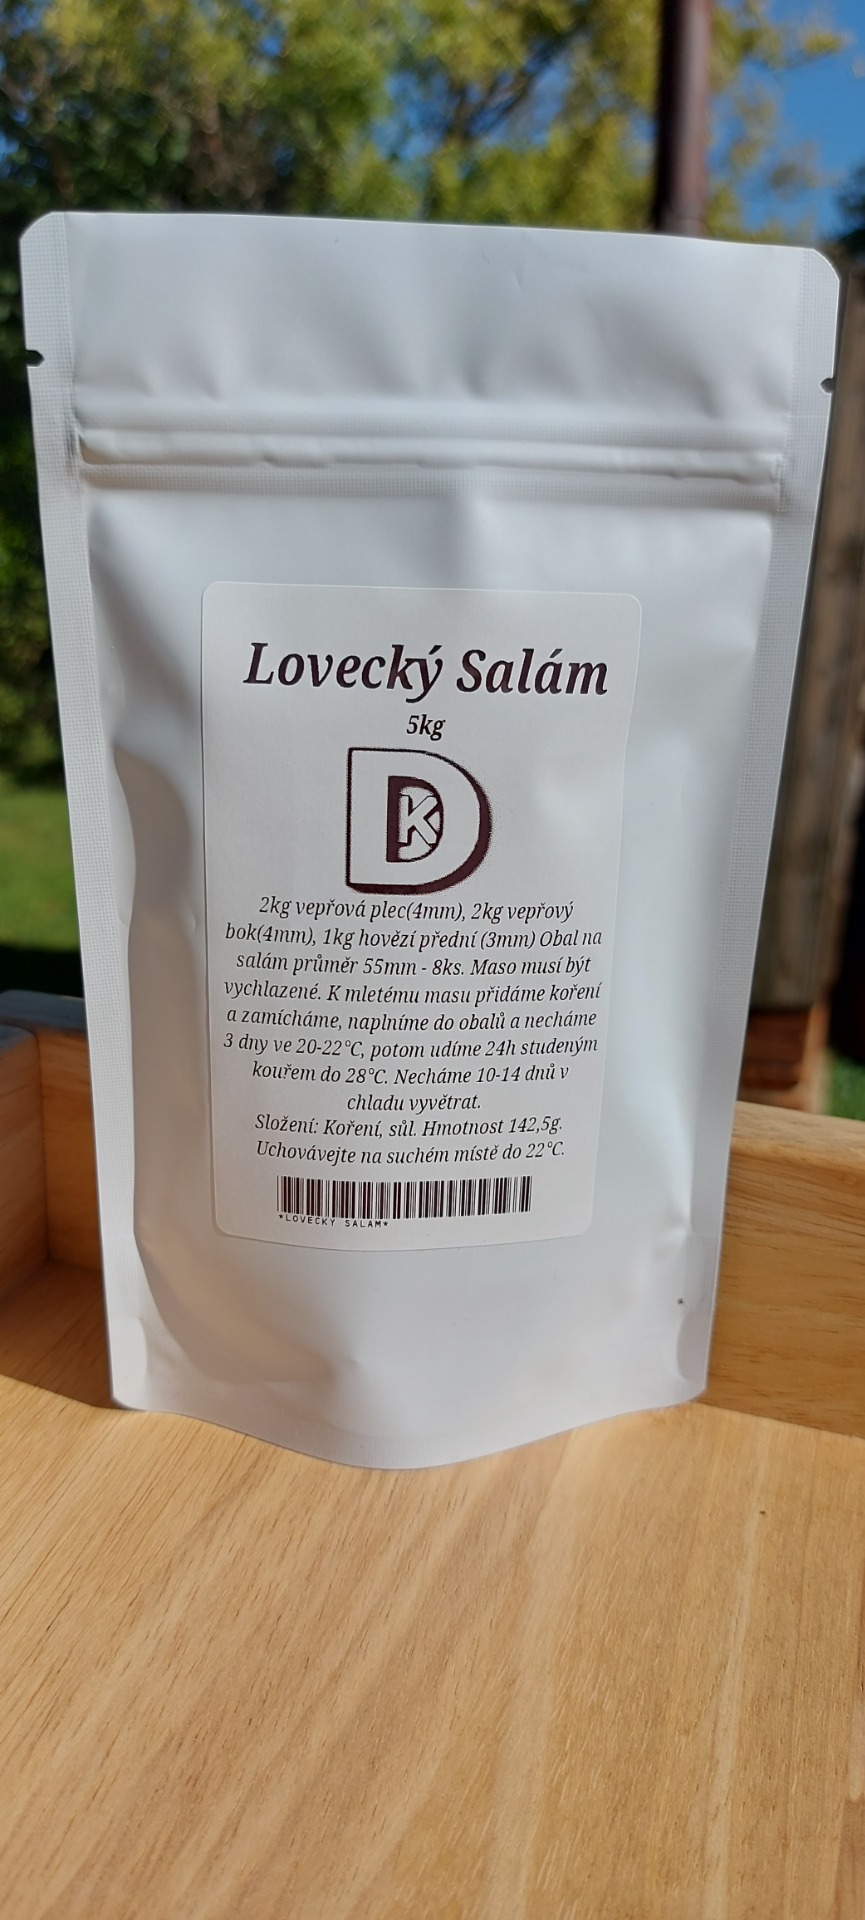 Lovecký Salám
5kg
DK
2kg vepřová plec(4mm), 2kg vepřový
bok(4mm), 1kg hovězí přední (3mm) Obal na
salám průměr 55mm - 8ks. Maso musí být
vychlazené. K mletému masu přidáme koření
a zamícháme, naplníme do obalů a necháme
3 dny ve 20-22°C, potom udíme 24h studeným
kouřem do 28°C. Necháme 10-14 dnů v
chladu vyvětrat.
Složení: Koření, sůl. Hmotnost 142,5g.
Uchovávejte na suchém místě do 22°C.
*LOVECKY SALAM*